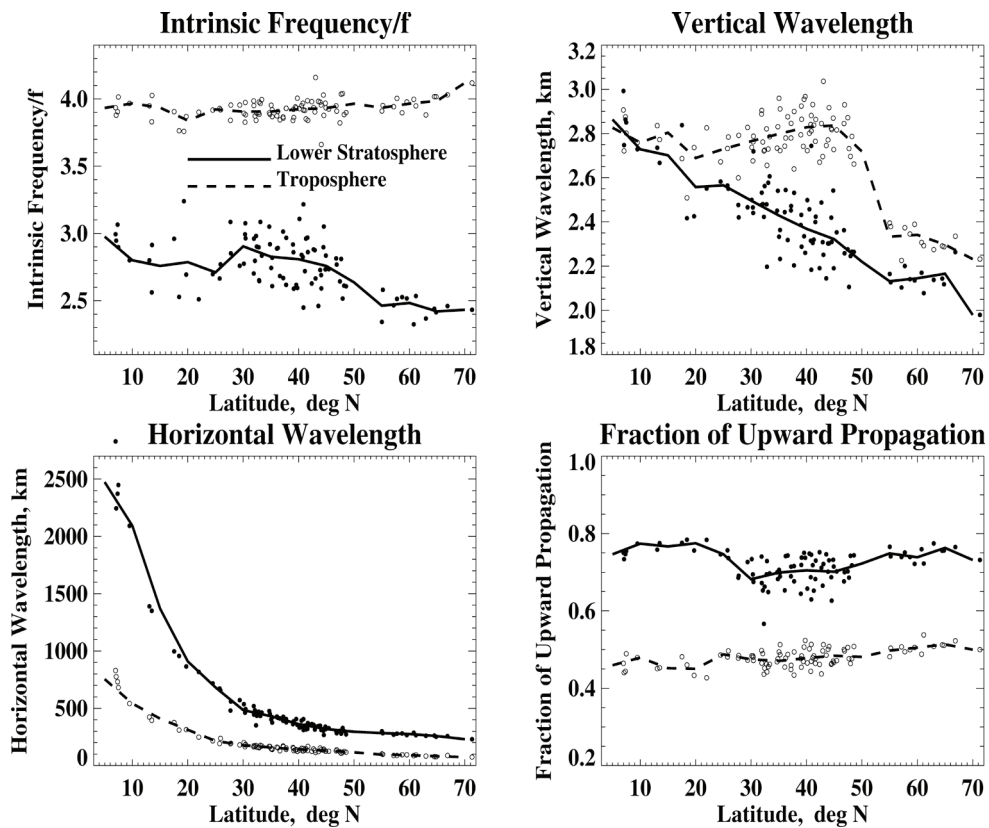 Intrinsic Frequency/f
Intrinsic Frequency/f
4.0
3.5
3.0
2.5
Lower Stratosphere
Troposphere
10 20 30 40 50 60 70
Latitude, deg N
Vertical Wavelength
Vertical Wavelength, km
3.2
3.0
2.8
2.6
2.4
2.2
2.0
1.8
10 20 30 40 50 60 70
Latitude, deg N
Horizontal Wavelength
Horizontal Wavelength, km
2500
2000
1500
1000
500
0
10 20 30 40 50 60 70
Latitude, deg N
Fraction of Upward Propagation
Fraction of Upward Propagation
1.0
0.8
0.6
0.4
0.2
10 20 30 40 50 60 70
Latitude, deg N